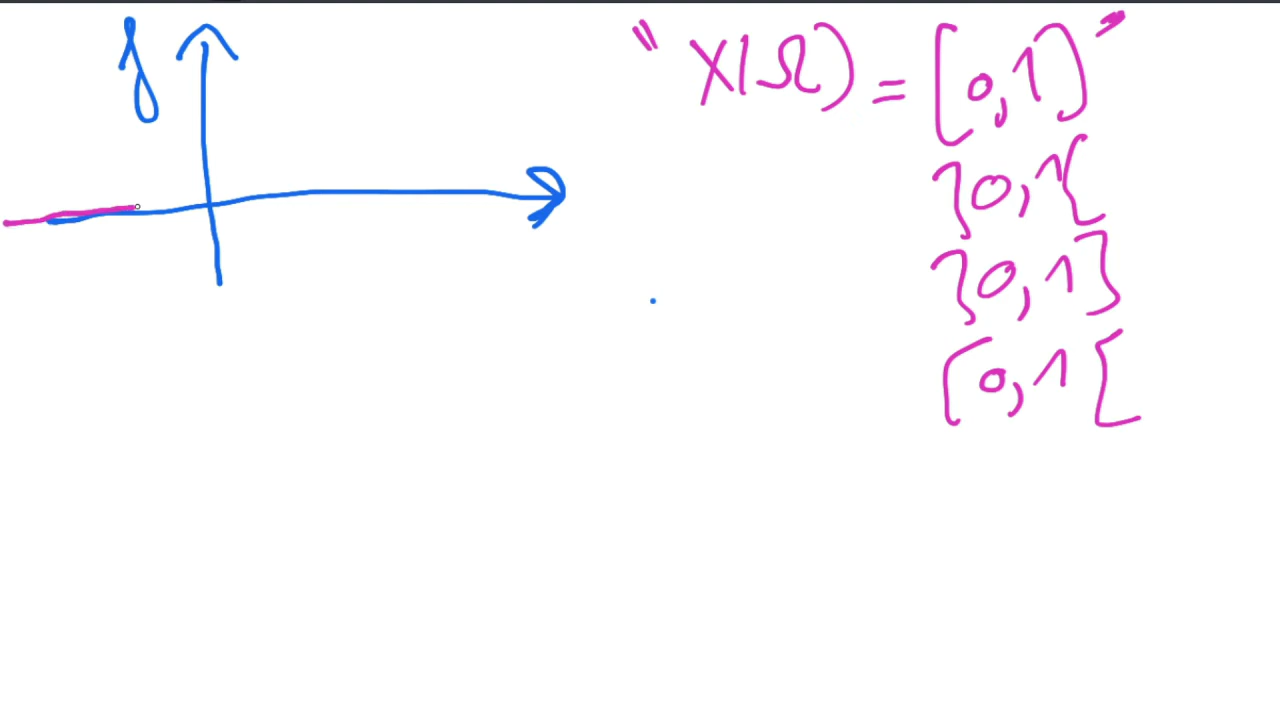 f
" X(Ω) = [0,1] "
]0,1[
]0,1]
[0,1[